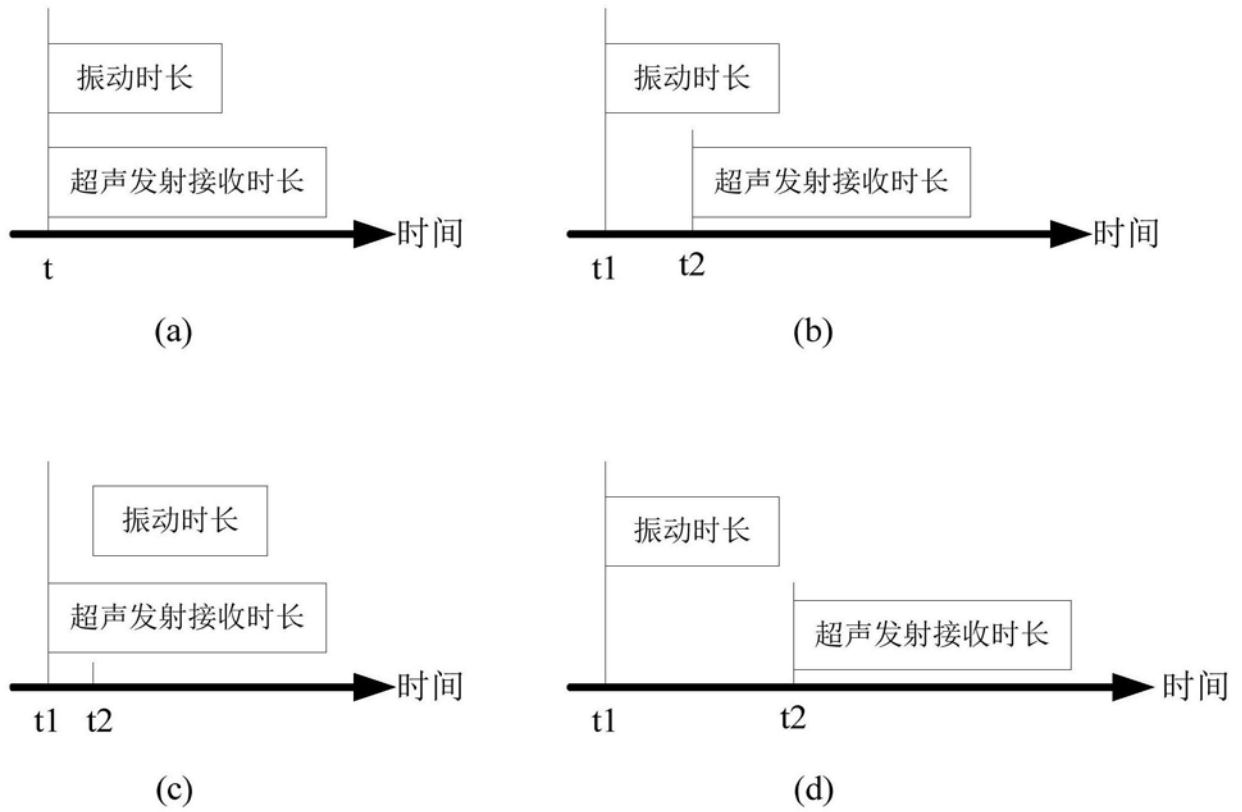 振动时长
超声发射接收时长
时间
t
(a)
振动时长
超声发射接收时长
时间
t1
t2
(b)
振动时长
超声发射接收时长
时间
t1
t2
(c)
振动时长
超声发射接收时长
时间
t1
t2
(d)